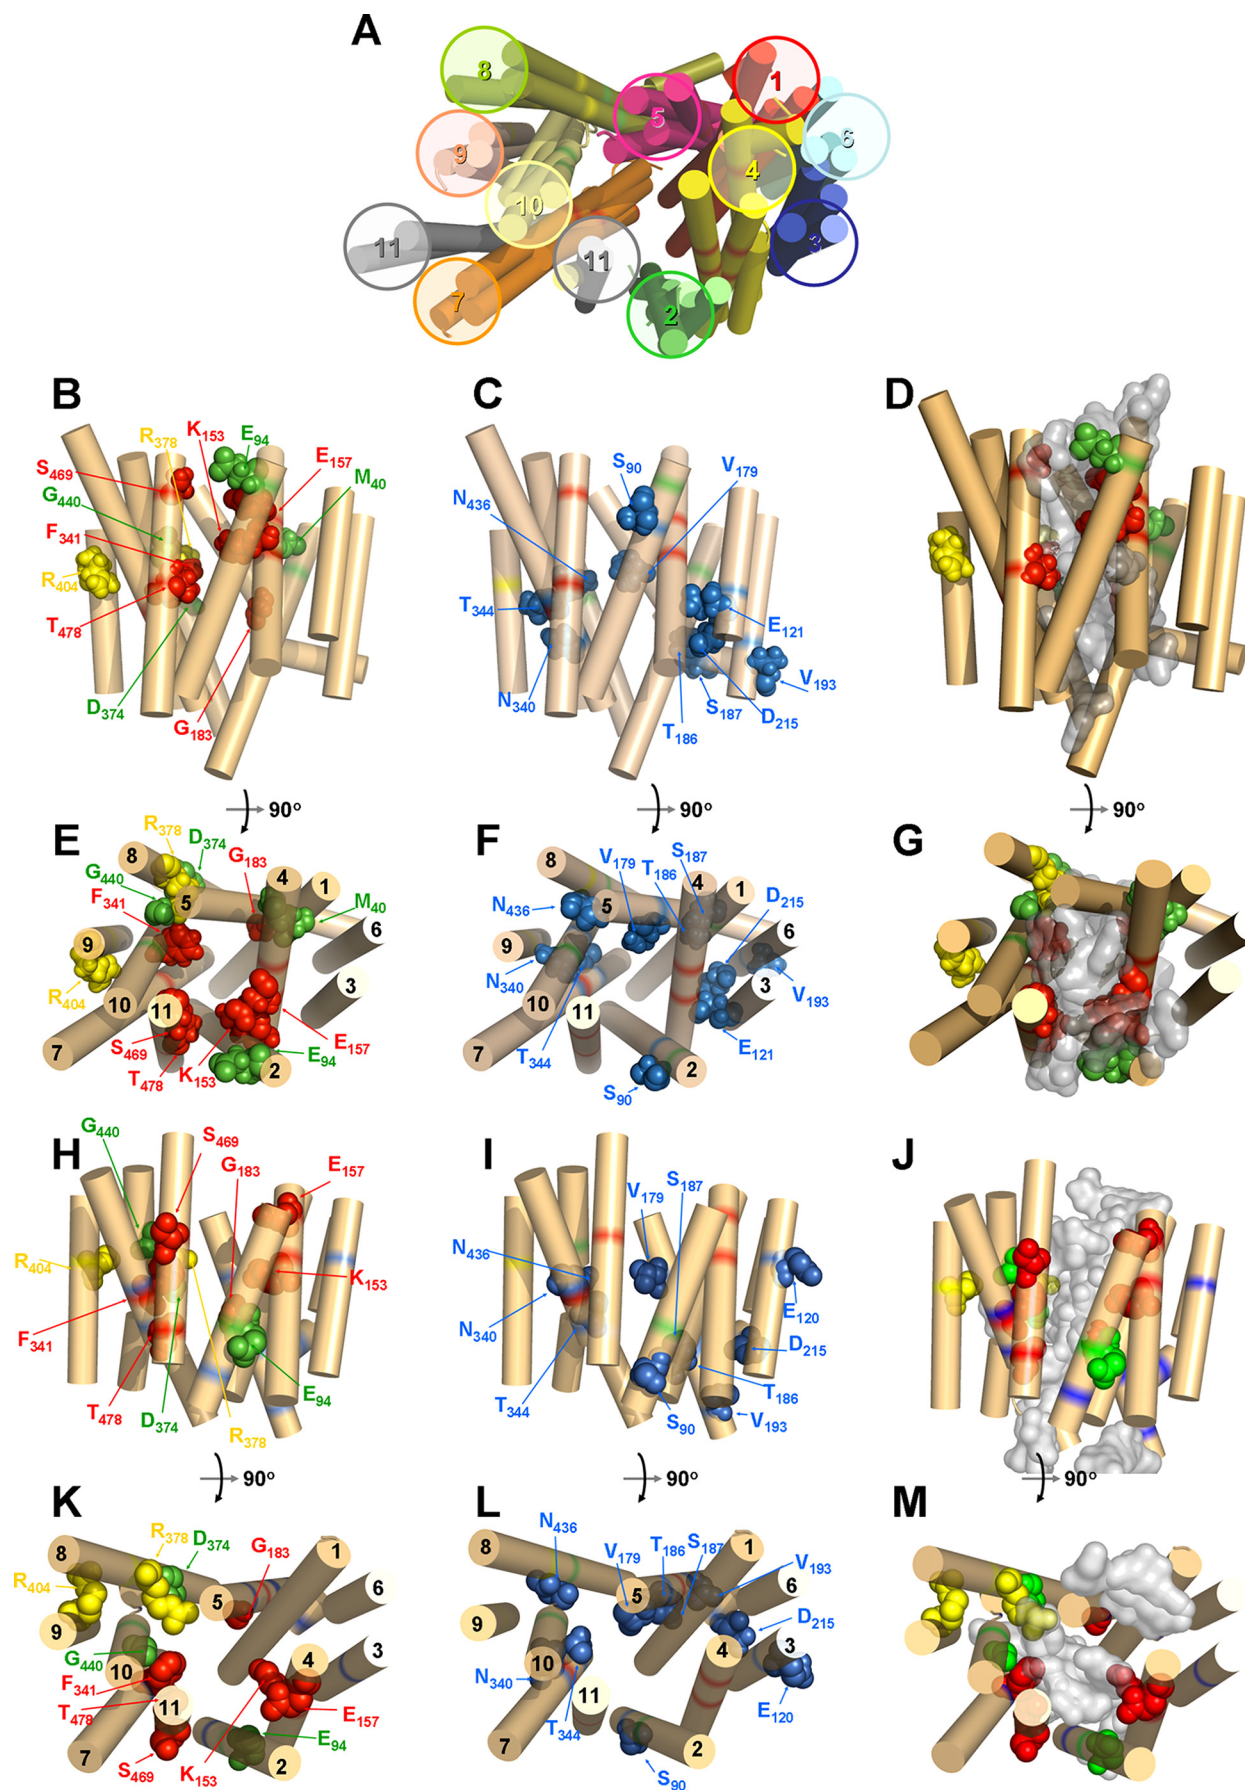 A
8
1
5
6
9
4
10
11
11
3
7
2
B
C
D
K153
R378
E94
S469
E157
G440
M40
F341
R404
T478
D374
G183
S90
V179
N436
T344
E121
N340
V193
S187
D215
T186
90o
90o
90o
E
F
G
R378
D374
8
G183
4
1
G440
5
F341
M40
6
9
3
R404
10
11
S469
E157
7
T478
K153
E94
2
S187
T186
V179
8
4
1
D215
N436
5
6
9
3
N340
V193
10
11
E121
7
T344
2
S90
H
I
J
G440
S469
G183
E157
R404
K153
F341
E94
T478
D374
R378
S187
V179
N436
E120
N340
D215
T186
T344
V193
S90
90o
90o
90o
K
L
M
R378
D374
G183
8
1
R404
5
6
9
3
G440
10
4
F341
11
T478
E157
E94
7
2
S469
K153
N436
T186
S187
V179
8
1
V193
6
5
D215
9
4
3
10
N340
11
E120
T344
7
2
S90